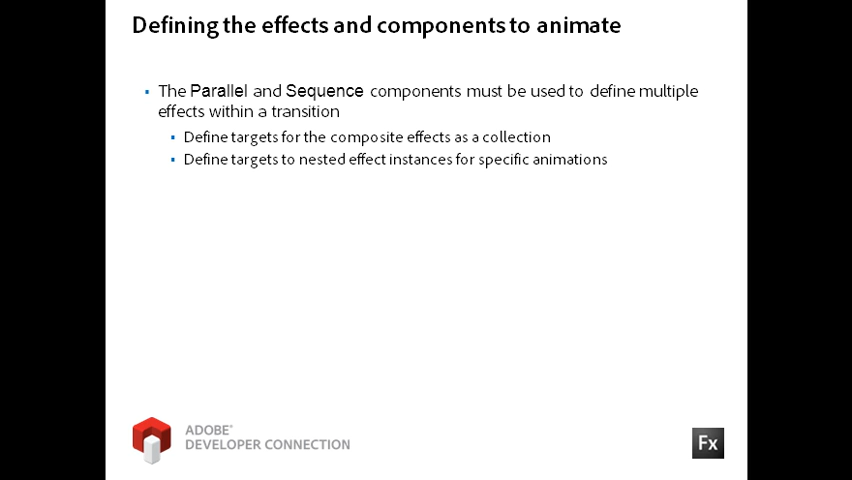 Defining the effects and components to animate
The Parallel and Sequence components must be used to define multiple
effects within a transition
Define targets for the composite effects as a collection
Define targets to nested effect instances for specific animations
ADOBE®
DEVELOPER CONNECTION
Fx